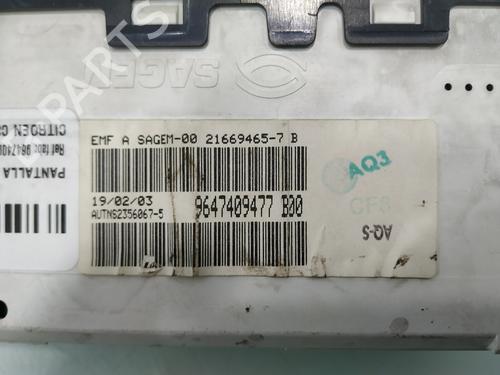 SAGEM
EMF A SAGEM-00 21669465-7 B
19/02/03
AUTNS2356067-5
9647409477 B00
AQ3
CF8
AQ-S
PANTALLA
CITROEN
PARTS